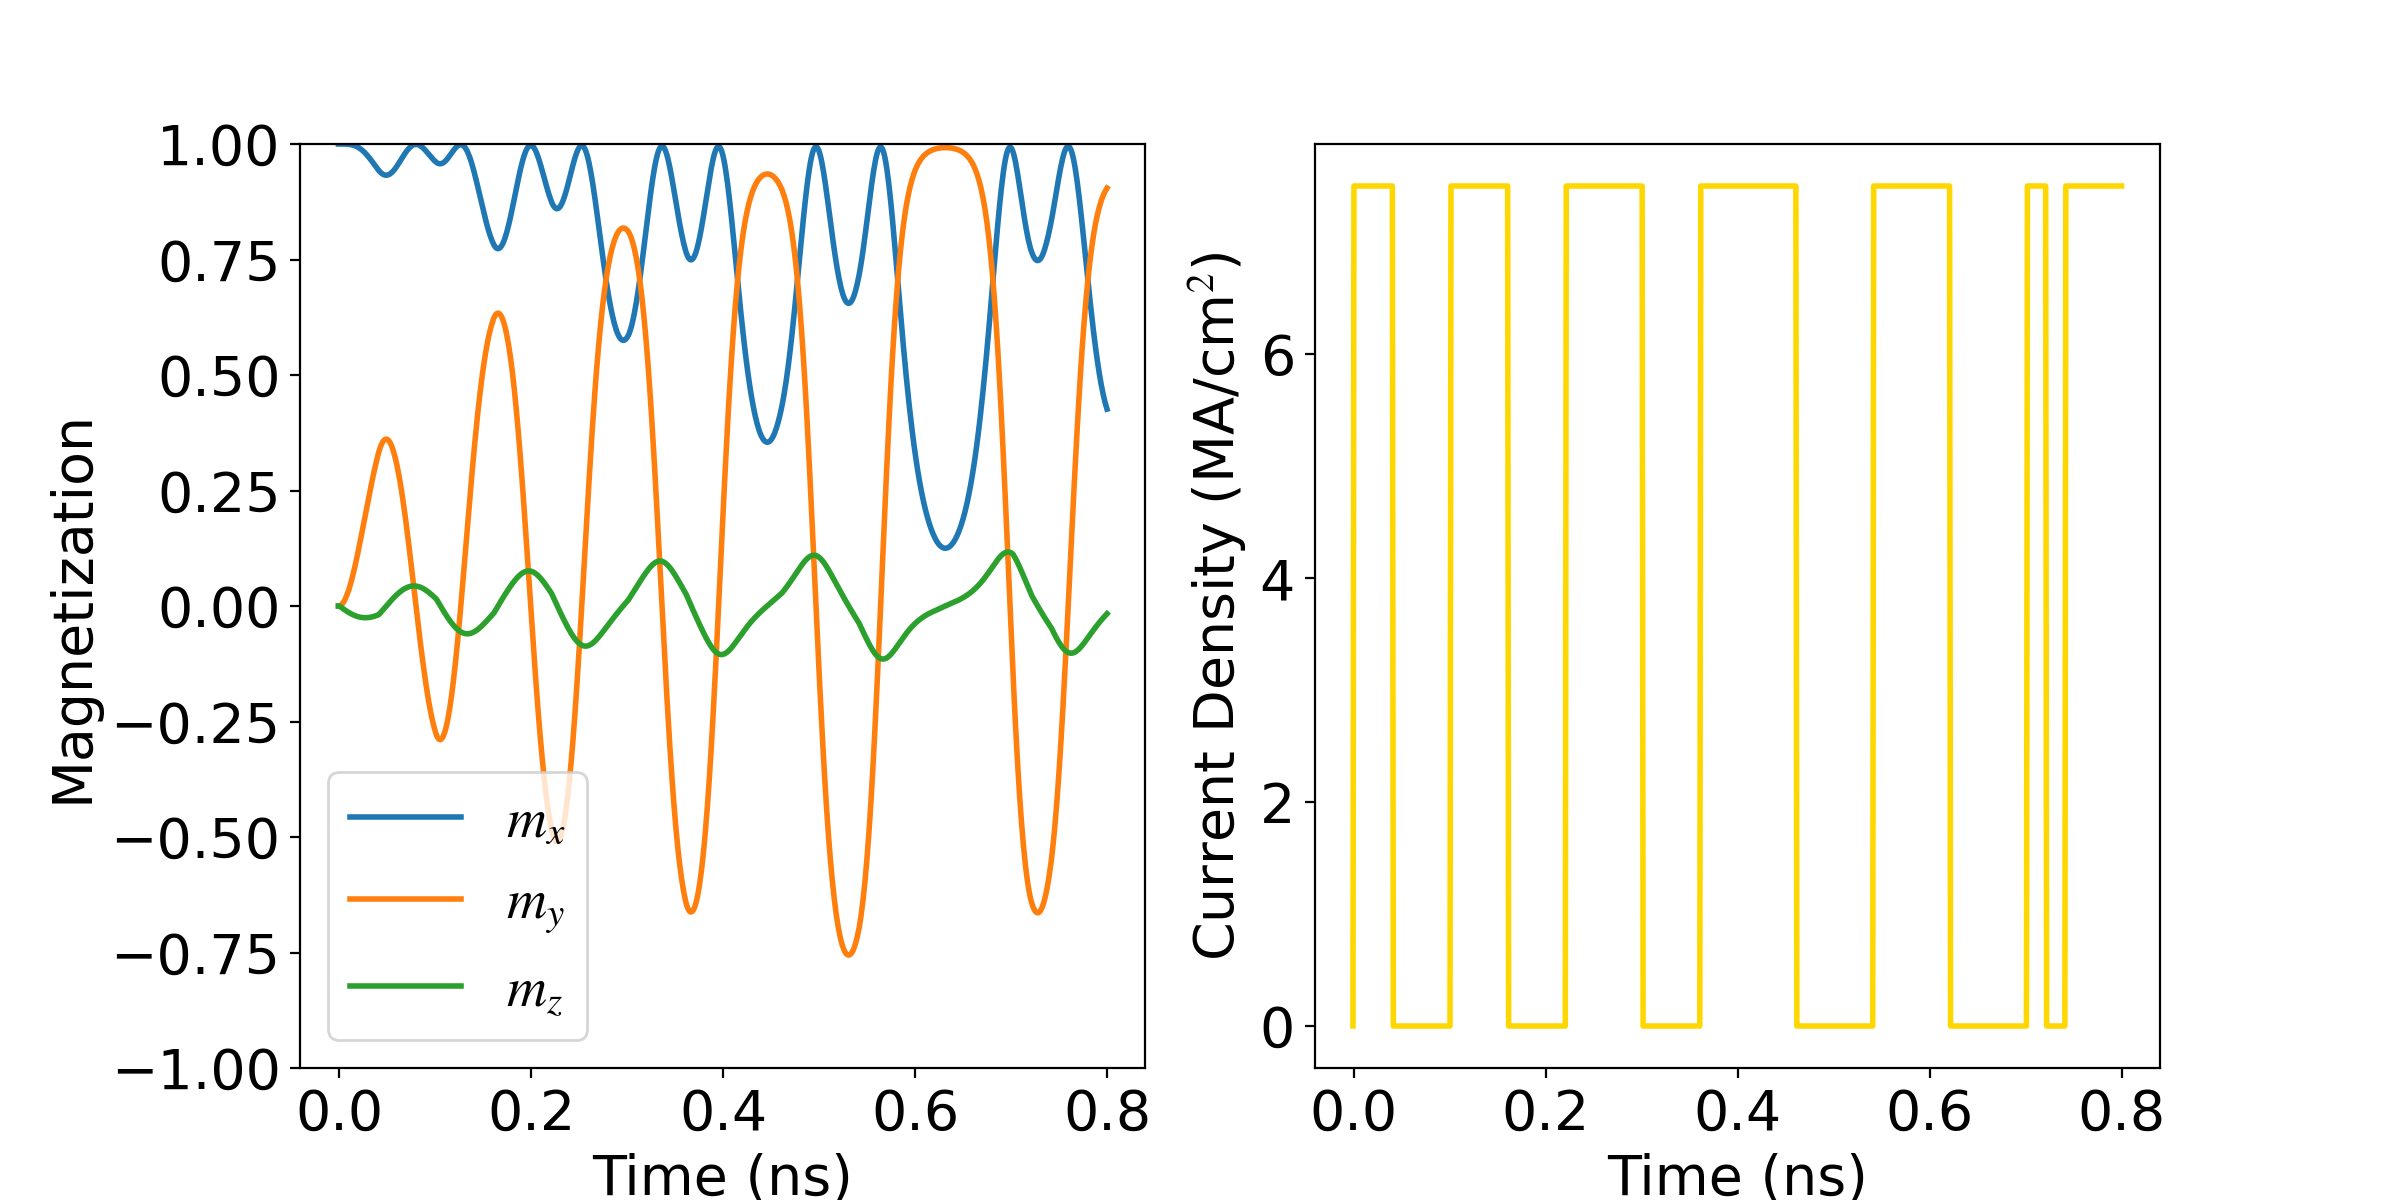 Magnetization
1.00
0.75
0.50
0.25
0.00
−0.25
−0.50
−0.75
−1.00
0.0 0.2 0.4 0.6 0.8
Time (ns)
m_x
m_y
m_z
Current Density (MA/cm²)
6
4
2
0
0.0 0.2 0.4 0.6 0.8
Time (ns)